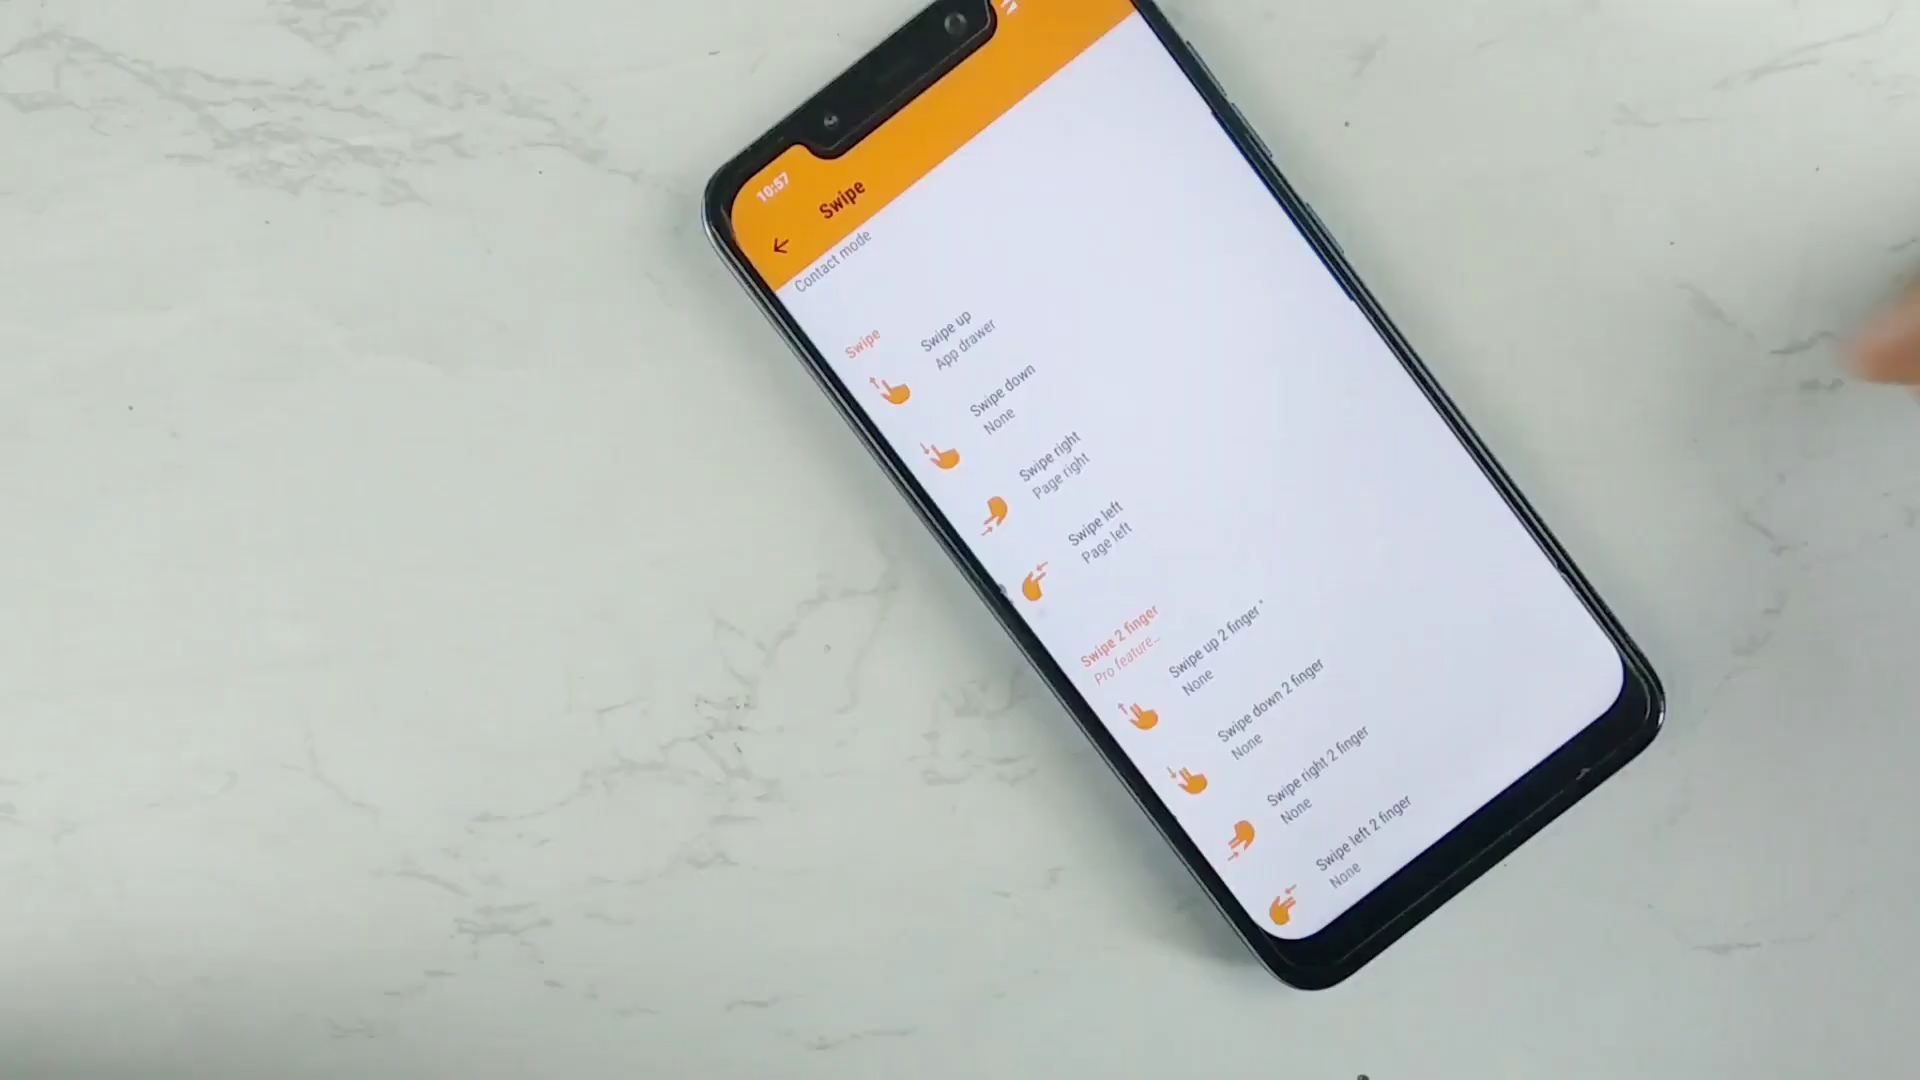 10:57
Swipe
Contact mode
Swipe
Swipe up
App drawer
Swipe down
None
Swipe right
Page right
Swipe left
Page left
Swipe 2 finger
Pro feature...
Swipe up 2 finger *
None
Swipe down 2 finger
None
Swipe right 2 finger
None
Swipe left 2 finger
None